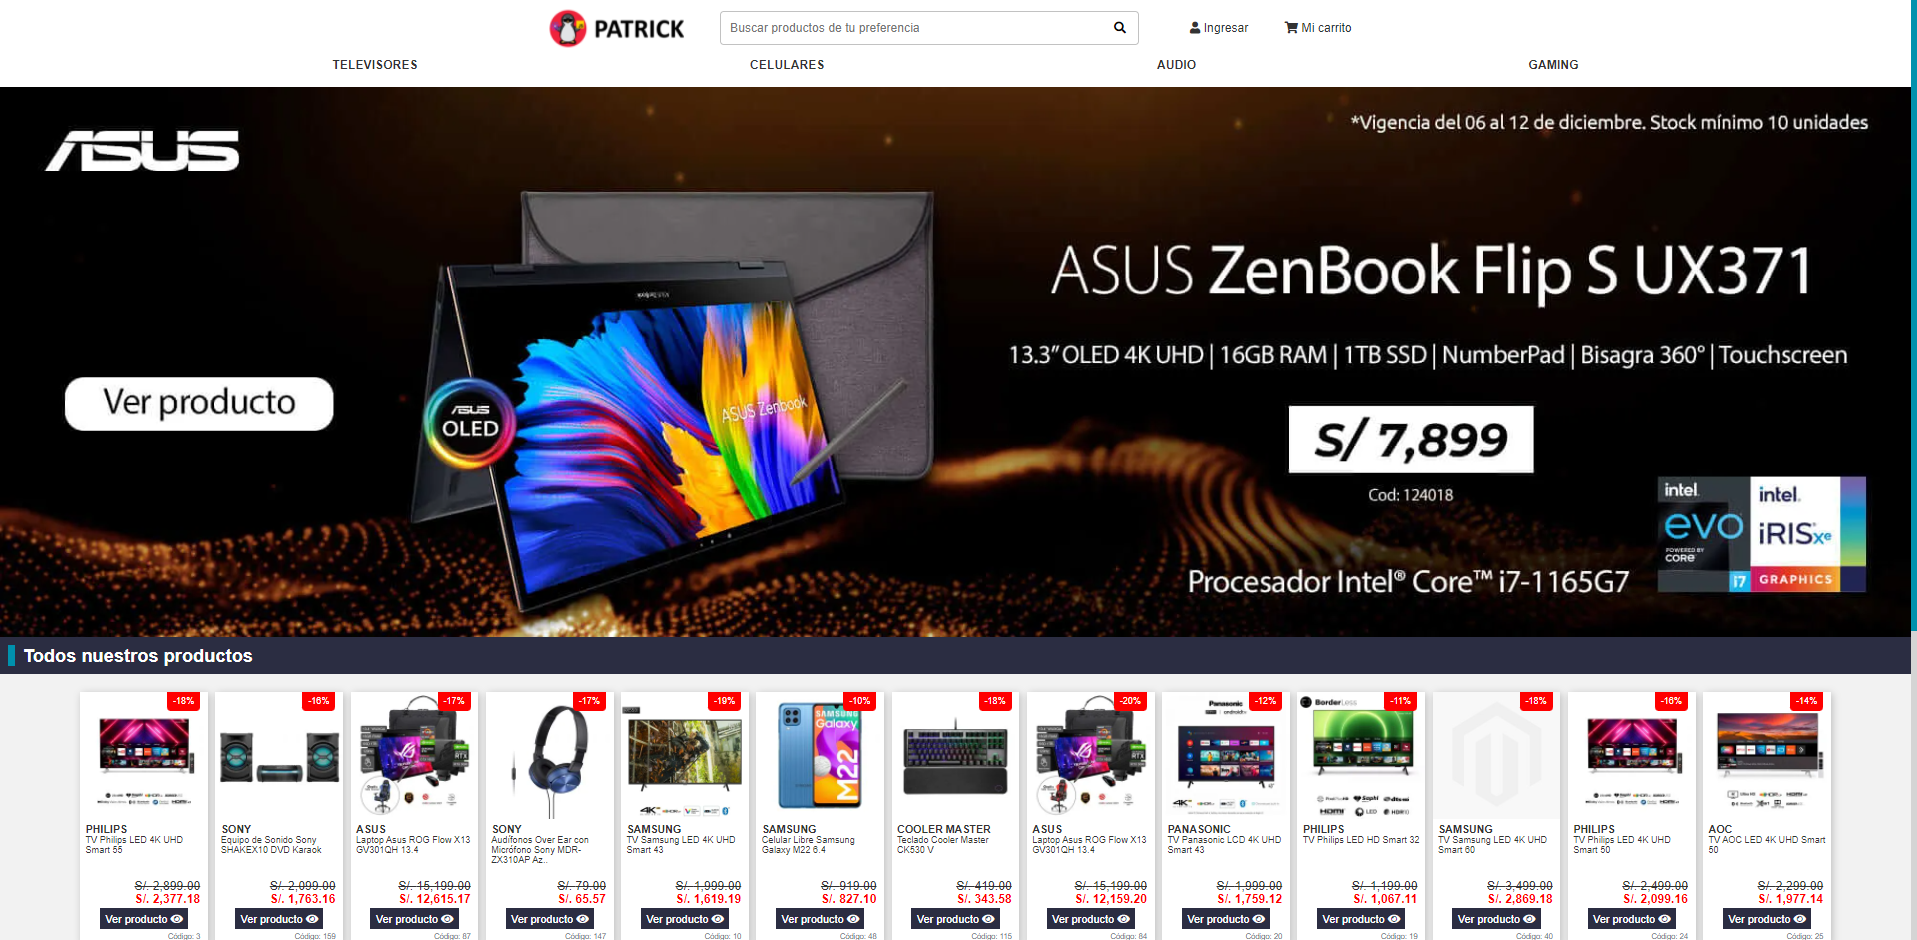 PATRICK
Buscar productos de tu preferencia
Ingresar
Mi carrito
TELEVISORES
CELULARES
AUDIO
GAMING
ASUS
*Vigencia del 06 al 12 de diciembre. Stock mínimo 10 unidades
ASUS ZenBook Flip S UX371
13.3” OLED 4K UHD | 16GB RAM | 1TB SSD | NumberPad | Bisagra 360° | Touchscreen
Ver producto
ASUS
OLED
ASUS Zenbook
S/ 7,899
Cod: 124018
intel.
evo
POWERED BY
CORE
i7
intel.
iRIS xe
GRAPHICS
Procesador Intel® Core™ i7-1165G7
Todos nuestros productos
-18%
PHILIPS
TV Philips LED 4K UHD
Smart 55
S/. 2,899.00
S/. 2,377.18
Ver producto
Código: 3
-16%
SONY
Equipo de Sonido Sony
SHAKEX10 DVD Karaok
S/. 2,099.00
S/. 1,763.16
Ver producto
Código: 159
-17%
ASUS
Laptop Asus ROG Flow X13
GV301QH 13.4
S/. 15,199.00
S/. 12,615.17
Ver producto
Código: 87
-17%
SONY
Audífonos Over Ear con
Micrófono Sony MDR-
ZX310AP Az..
S/. 79.00
S/. 65.57
Ver producto
Código: 147
-19%
4K
SAMSUNG
TV Samsung LED 4K UHD
Smart 43
S/. 1,999.00
S/. 1,619.19
Ver producto
Código: 10
-10%
SAMSUNG
Galaxy
M22
SAMSUNG
Celular Libre Samsung
Galaxy M22 6.4
S/. 919.00
S/. 827.10
Ver producto
Código: 48
-18%
COOLER MASTER
Teclado Cooler Master
CK530 V
S/. 419.00
S/. 343.58
Ver producto
Código: 115
-20%
ASUS
Laptop Asus ROG Flow X13
GV301QH 13.4
S/. 15,199.00
S/. 12,159.20
Ver producto
Código: 84
-12%
Panasonic
androidtv
4K
PANASONIC
TV Panasonic LCD 4K UHD
Smart 43
S/. 1,999.00
S/. 1,759.12
Ver producto
Código: 20
-11%
BorderLess
HDMI
LED
PHILIPS
TV Philips LED HD Smart 32
S/. 1,199.00
S/. 1,067.11
Ver producto
Código: 19
-18%
SAMSUNG
TV Samsung LED 4K UHD
Smart 60
S/. 3,499.00
S/. 2,869.18
Ver producto
Código: 40
-16%
PHILIPS
TV Philips LED 4K UHD
Smart 50
S/. 2,499.00
S/. 2,099.16
Ver producto
Código: 24
-14%
AOC
TV AOC LED 4K UHD Smart
50
S/. 2,299.00
S/. 1,977.14
Ver producto
Código: 25